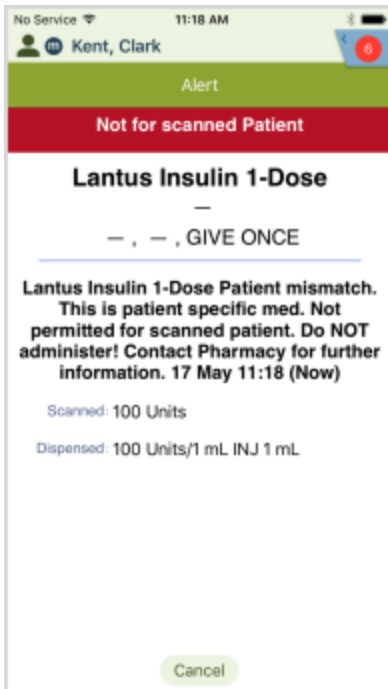 No Service 11:18 AM
m Kent, Clark 6
Alert
Not for scanned Patient
Lantus Insulin 1-Dose
—
— , — , GIVE ONCE
Lantus Insulin 1-Dose Patient mismatch.
This is patient specific med. Not
permitted for scanned patient. Do NOT
administer! Contact Pharmacy for further
information. 17 May 11:18 (Now)
Scanned: 100 Units
Dispensed: 100 Units/1 mL INJ 1 mL
Cancel